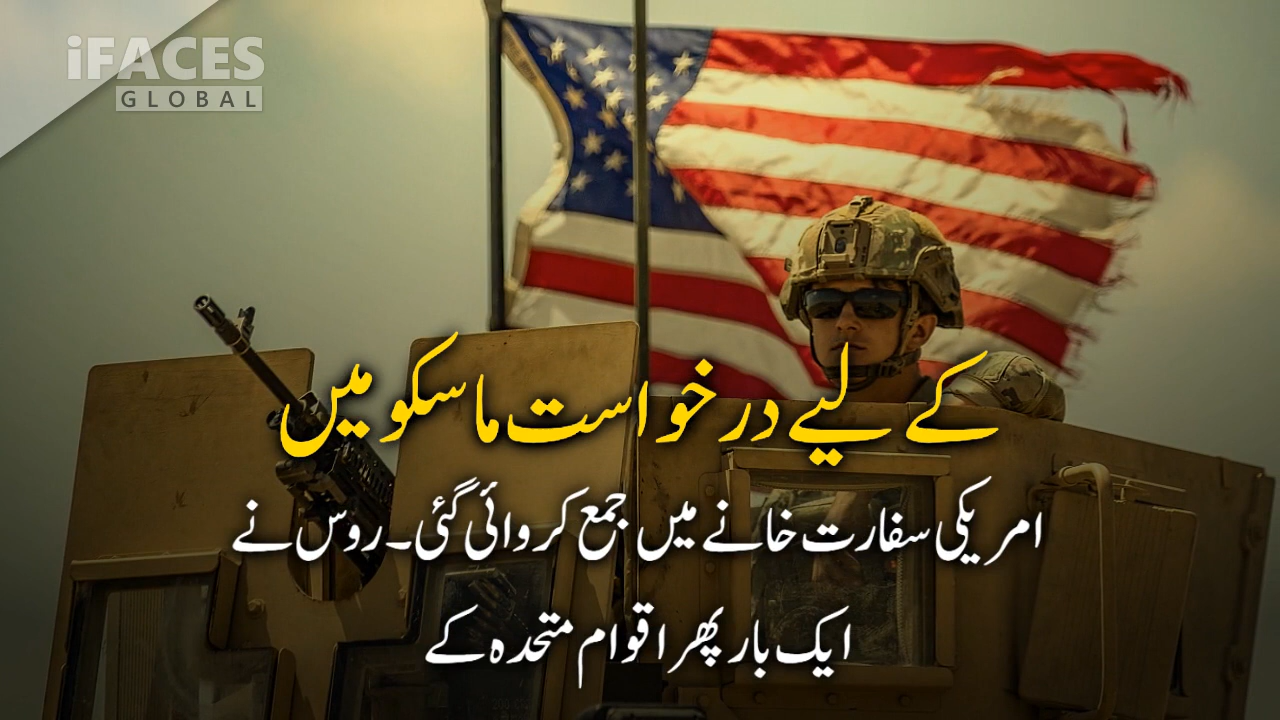 iFACES
GLOBAL
کے لیے درخواست ماسکو میں
امریکی سفارت خانے میں جمع کروائی گئی۔ روس نے
ایک بار پھر اقوام متحدہ کے